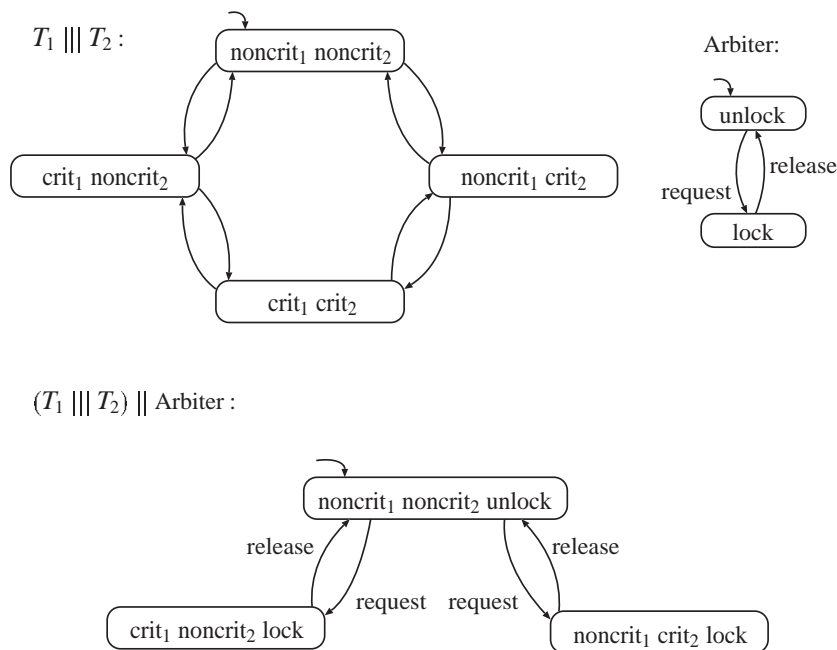 T₁ ||| T₂ :
noncrit₁ noncrit₂
Arbiter:
unlock
crit₁ noncrit₂
noncrit₁ crit₂
request
release
lock
crit₁ crit₂
(T₁ ||| T₂) || Arbiter :
noncrit₁ noncrit₂ unlock
release
release
request
request
crit₁ noncrit₂ lock
noncrit₁ crit₂ lock